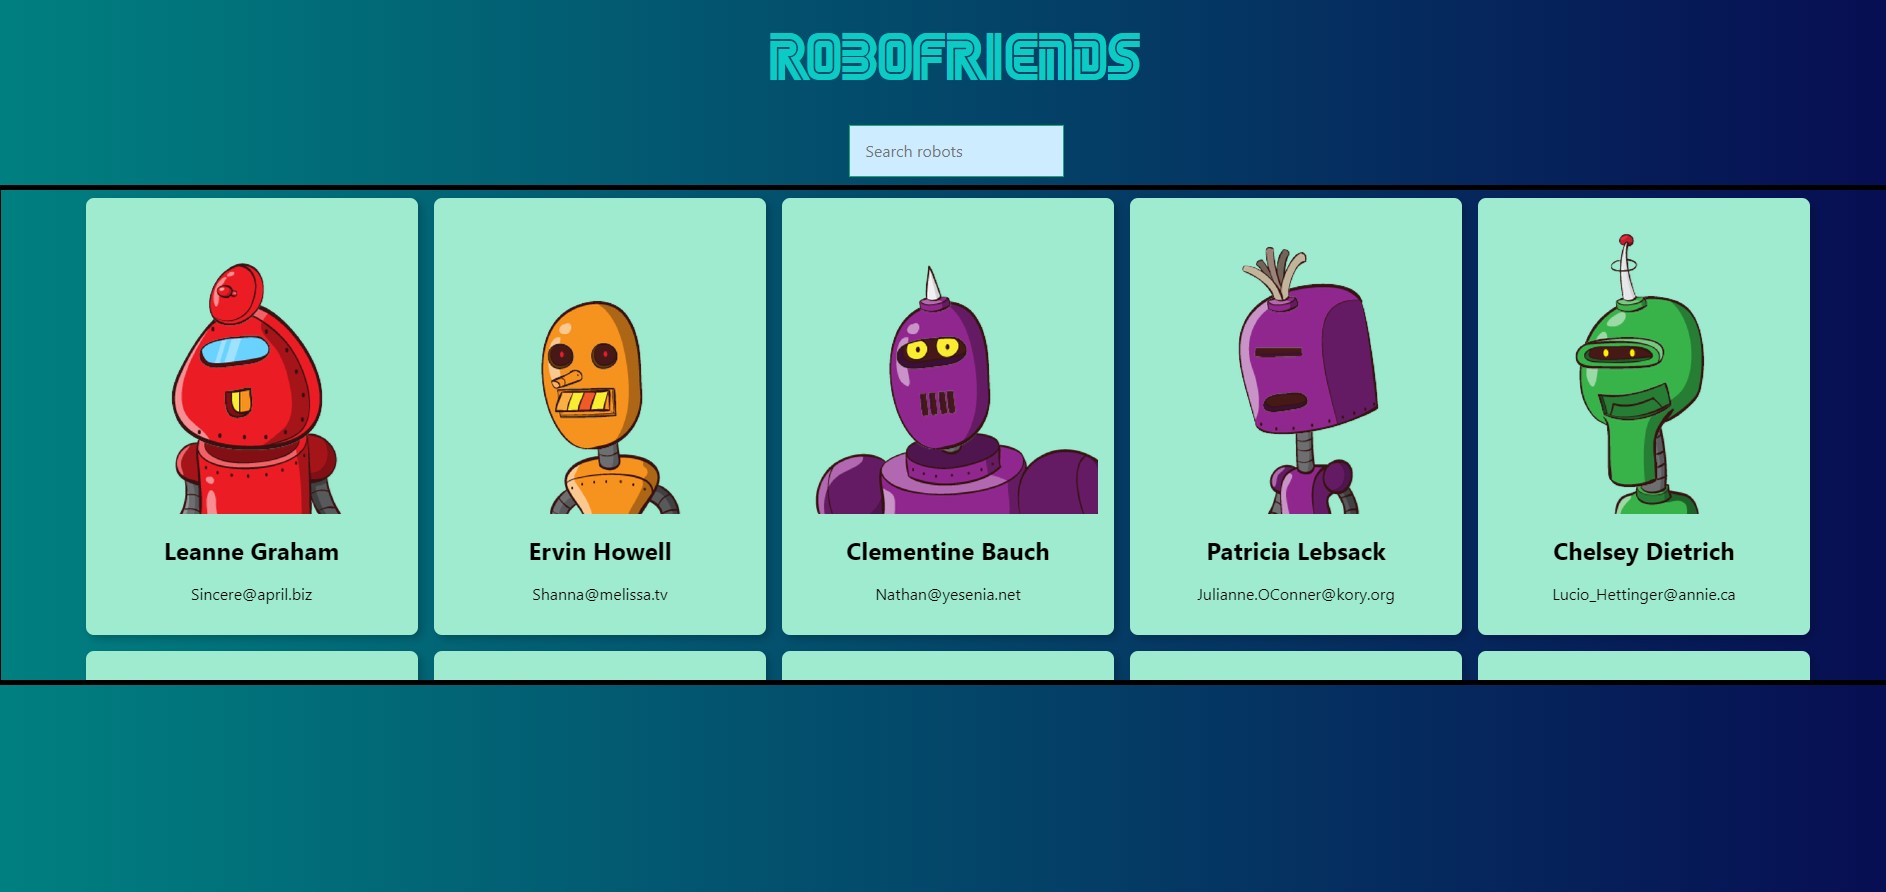 ROBOFRIENDS
Search robots
Leanne Graham
Sincere@april.biz
Ervin Howell
Shanna@melissa.tv
Clementine Bauch
Nathan@yesenia.net
Patricia Lebsack
Julianne.OConner@kory.org
Chelsey Dietrich
Lucio_Hettinger@annie.ca